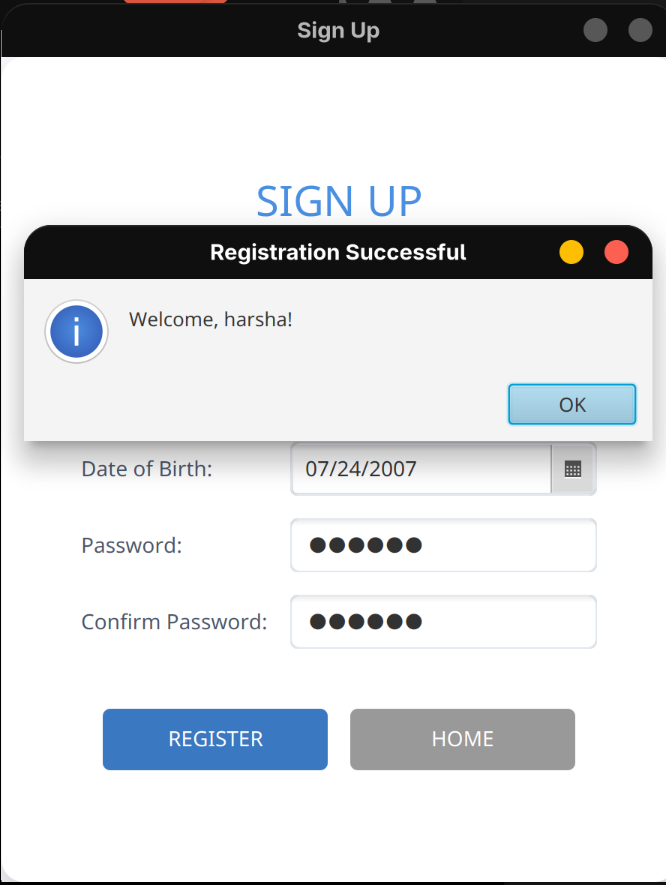 Sign Up
SIGN UP
Registration Successful
i
Welcome, harsha!
OK
Date of Birth: 07/24/2007
Password: ●●●●●●
Confirm Password: ●●●●●●
REGISTER HOME